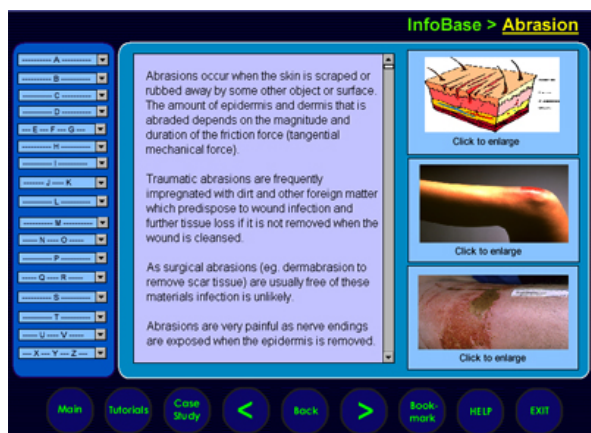 InfoBase > Abrasion
---------- A ----------
---------- B ----------
---------- C ----------
---------- D ----------
--- E --- F --- G ---
---------- H ----------
---------- I ----------
----- J --- K -----
---------- L ----------
---------- M ----------
----- N --- O -----
---------- P ----------
----- Q --- R -----
---------- S ----------
---------- T ----------
----- U --- V -----
--- X --- Y --- Z ---
Abrasions occur when the skin is scraped or
rubbed away by some other object or surface.
The amount of epidermis and dermis that is
abraded depends on the magnitude and
duration of the friction force (tangential
mechanical force).
Traumatic abrasions are frequently
impregnated with dirt and other foreign matter
which predispose to wound infection and
further tissue loss if it is not removed when the
wound is cleansed.
As surgical abrasions (eg. dermabrasion to
remove scar tissue) are usually free of these
materials infection is unlikely.
Abrasions are very painful as nerve endings
are exposed when the epidermis is removed.
Click to enlarge
Click to enlarge
Click to enlarge
Main
Tutorials
Case
Study
<
Back
>
Book-
mark
HELP
EXIT